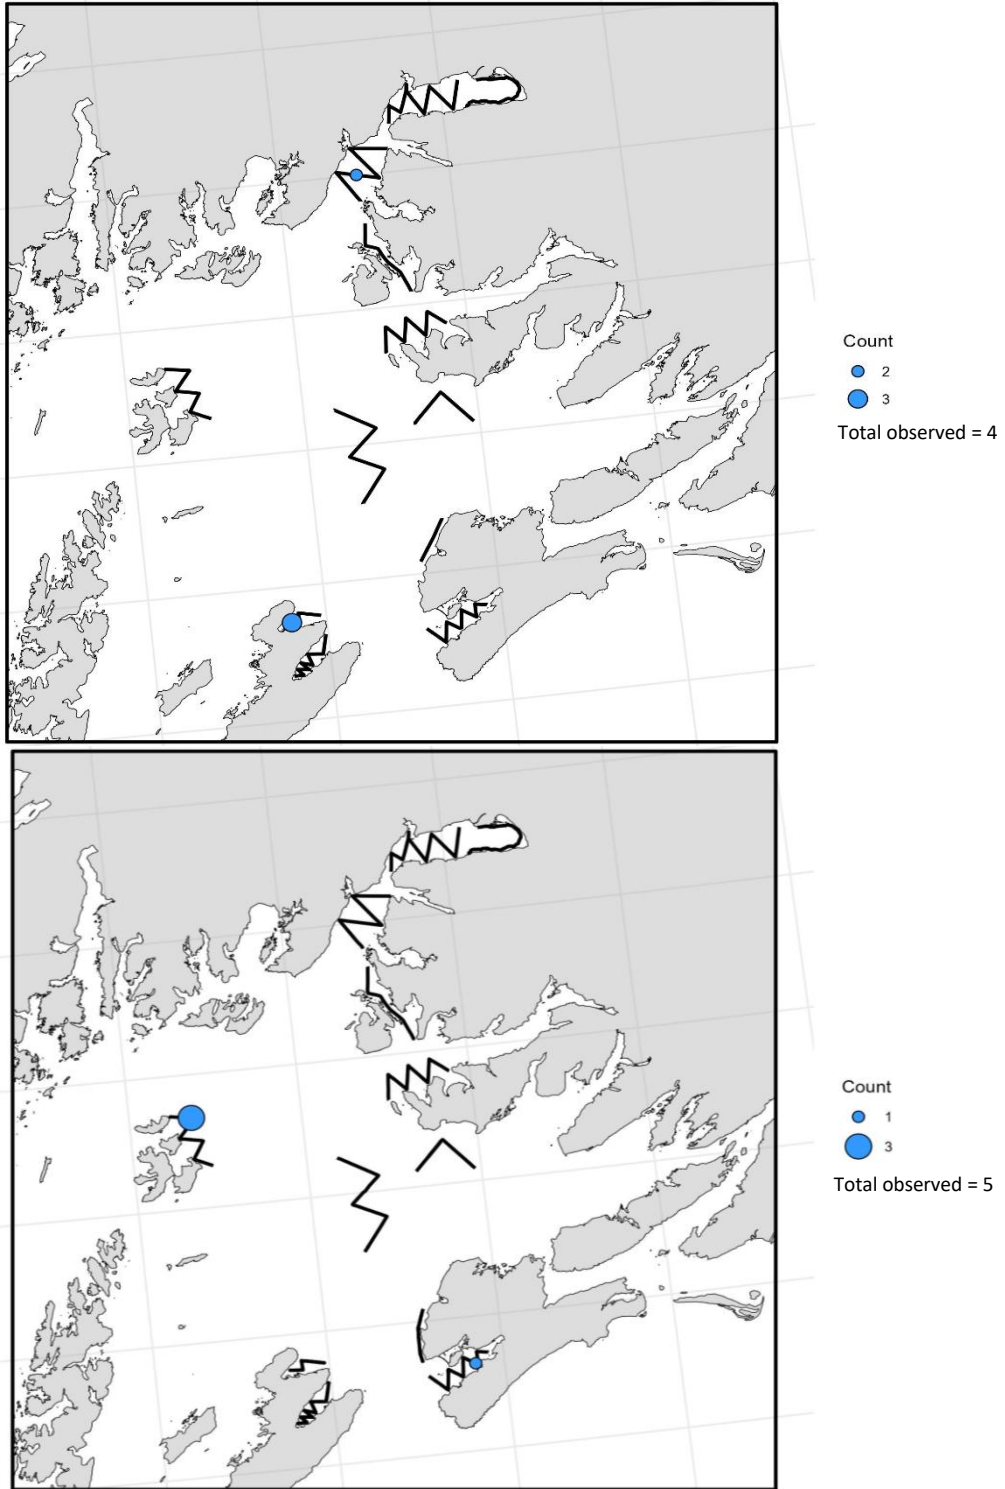 Count
2
3
Total observed = 4
Count
1
3
Total observed = 5